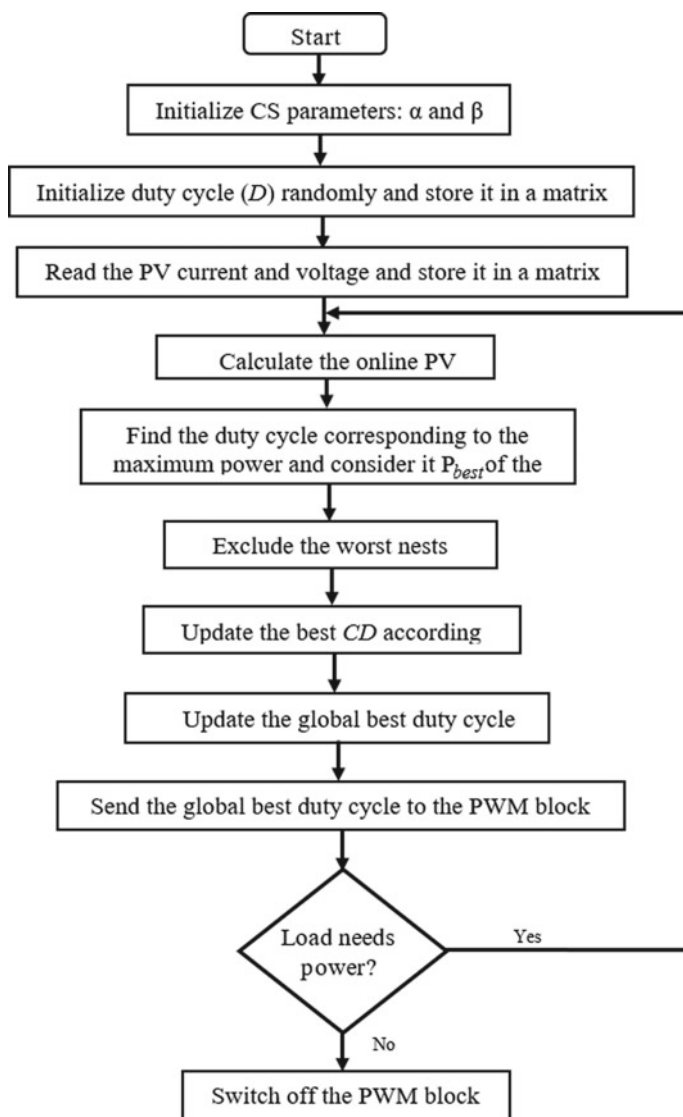 Start
Initialize CS parameters: α and β
Initialize duty cycle (D) randomly and store it in a matrix
Read the PV current and voltage and store it in a matrix
Calculate the online PV
Find the duty cycle corresponding to the
maximum power and consider it Pbest of the
Exclude the worst nests
Update the best CD according
Update the global best duty cycle
Send the global best duty cycle to the PWM block
Load needs
power?
Yes
No
Switch off the PWM block